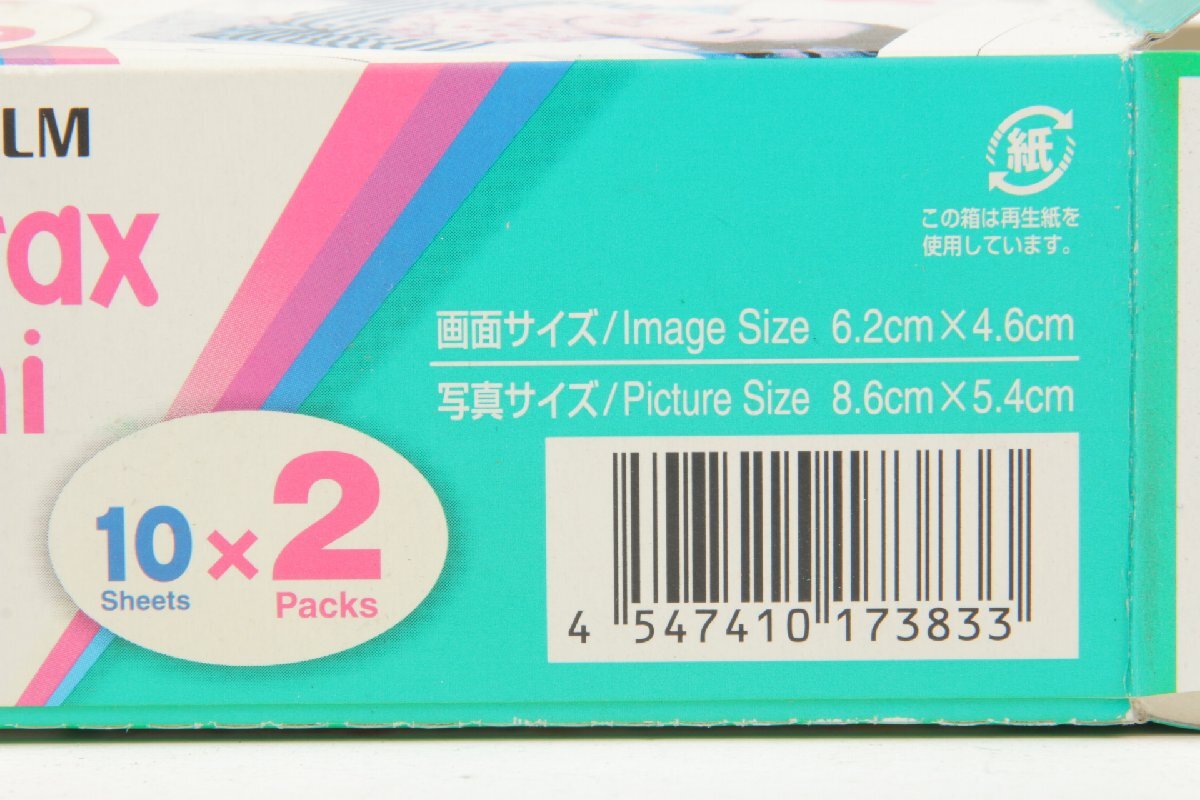 LM
rax
ni
紙
この箱は再生紙を
使用しています。
画面サイズ/Image Size 6.2cm×4.6cm
写真サイズ/Picture Size 8.6cm×5.4cm
10×2
Sheets Packs
4 547410 173833